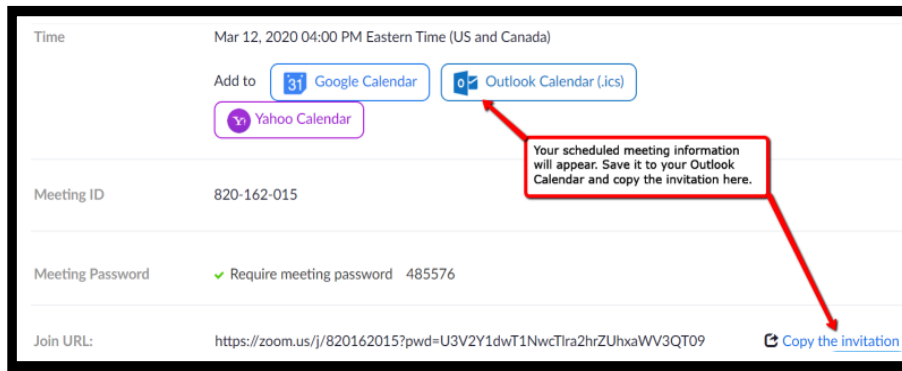 Time Mar 12, 2020 04:00 PM Eastern Time (US and Canada)
Add to 31 Google Calendar Outlook Calendar (.ics)
Yahoo Calendar
Your scheduled meeting information
will appear. Save it to your Outlook
Calendar and copy the invitation here.
Meeting ID 820-162-015
Meeting Password Require meeting password 485576
Join URL: https://zoom.us/j/820162015?pwd=U3V2Y1dwT1NwcTlra2hrZUhxaWV3QT09 Copy the invitation